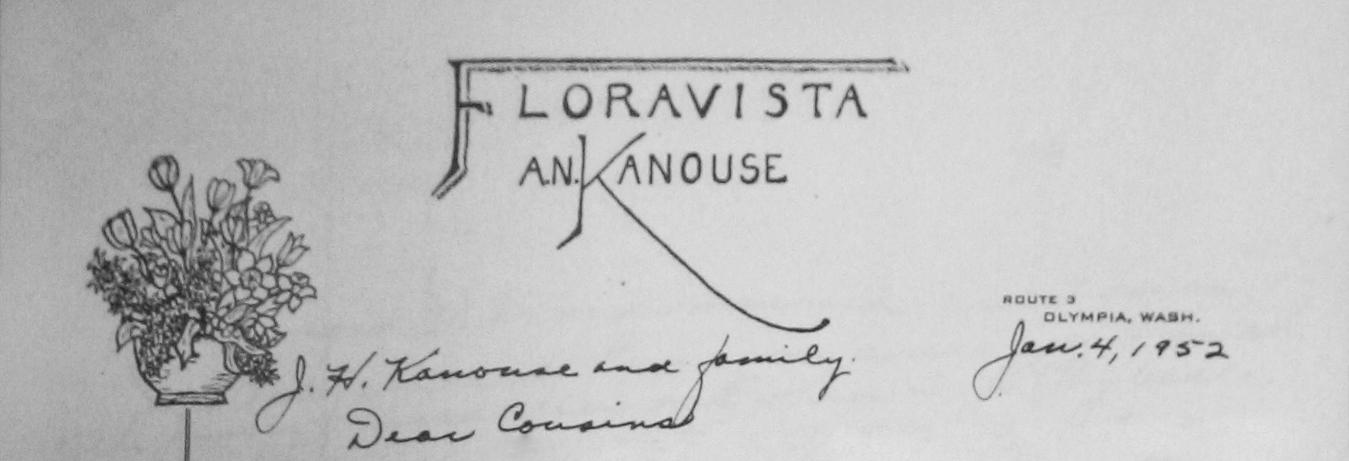 FLORAVISTA
A.N. KANOUSE
ROUTE 3
OLYMPIA, WASH.
Jan. 4, 1952
J. H. Kanouse and family.
Dear Cousins